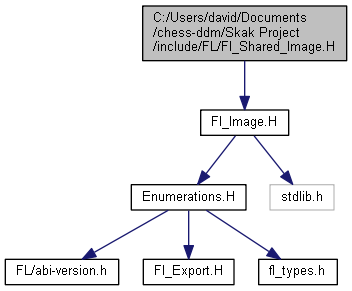 C:/Users/david/Documents
/chess-ddm/Skak Project
/include/FL/Fl_Shared_Image.H
Fl_Image.H
Enumerations.H
stdlib.h
FL/abi-version.h
Fl_Export.H
fl_types.h